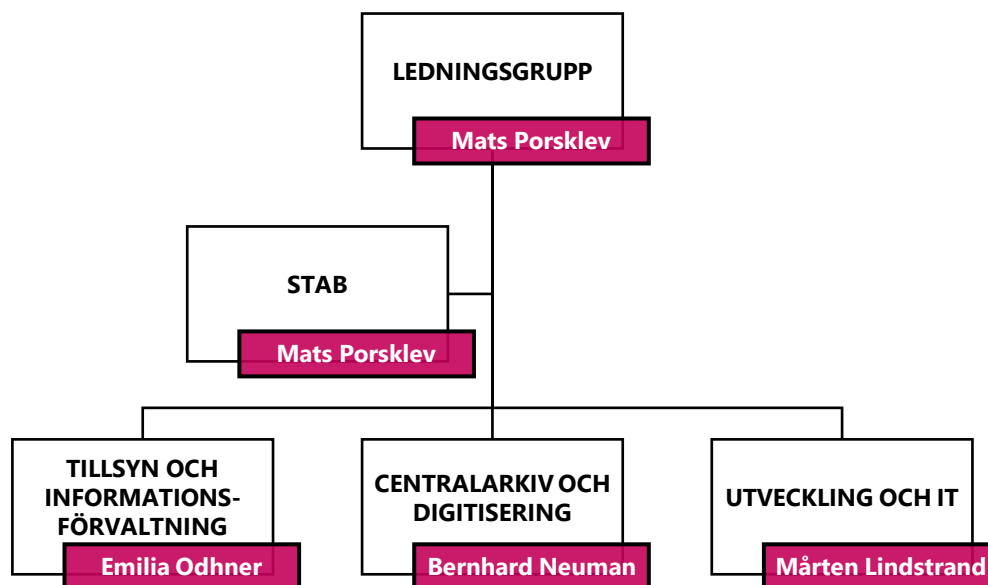 LEDNINGSGRUPP
Mats Porsklev
STAB
Mats Porsklev
TILLSYN OCH
INFORMATIONS-
FÖRVALTNING
Emilia Odhner
CENTRALARKIV OCH
DIGITISERING
Bernhard Neuman
UTVECKLING OCH IT
Mårten Lindstrand